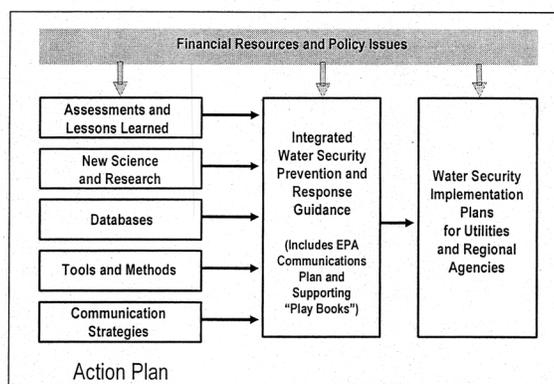 Financial Resources and Policy Issues
Assessments and
Lessons Learned
New Science
and Research
Databases
Tools and Methods
Communication
Strategies
Integrated
Water Security
Prevention and
Response
Guidance
(Includes EPA
Communications
Plan and
Supporting
"Play Books")
Water Security
Implementation
Plans
for Utilities
and Regional
Agencies
Action Plan